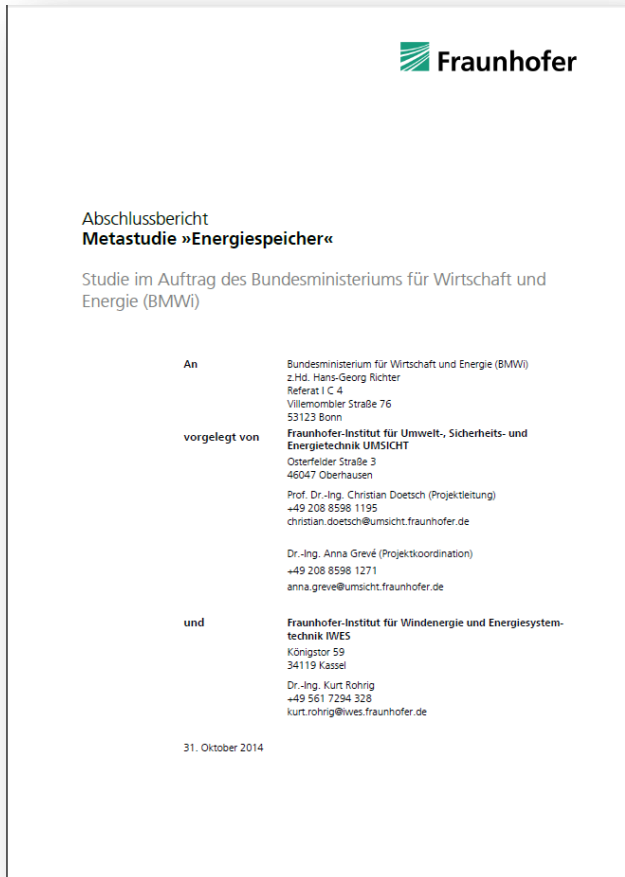 Fraunhofer
Abschlussbericht
Metastudie »Energiespeicher«
Studie im Auftrag des Bundesministeriums für Wirtschaft und
Energie (BMWi)
An
Bundesministerium für Wirtschaft und Energie (BMWi)
z.Hd. Hans-Georg Richter
Referat I C 4
Villemombler Straße 76
53123 Bonn
vorgelegt von
Fraunhofer-Institut für Umwelt-, Sicherheits- und
Energietechnik UMSICHT
Osterfelder Straße 3
46047 Oberhausen
Prof. Dr.-Ing. Christian Doetsch (Projektleitung)
+49 208 8598 1195
christian.doetsch@umsicht.fraunhofer.de
Dr.-Ing. Anna Grevé (Projektkoordination)
+49 208 8598 1271
anna.greve@umsicht.fraunhofer.de
und
Fraunhofer-Institut für Windenergie und Energiesystem-
technik IWES
Königstor 59
34119 Kassel
Dr.-Ing. Kurt Rohrig
+49 561 7294 328
kurt.rohrig@iwes.fraunhofer.de
31. Oktober 2014